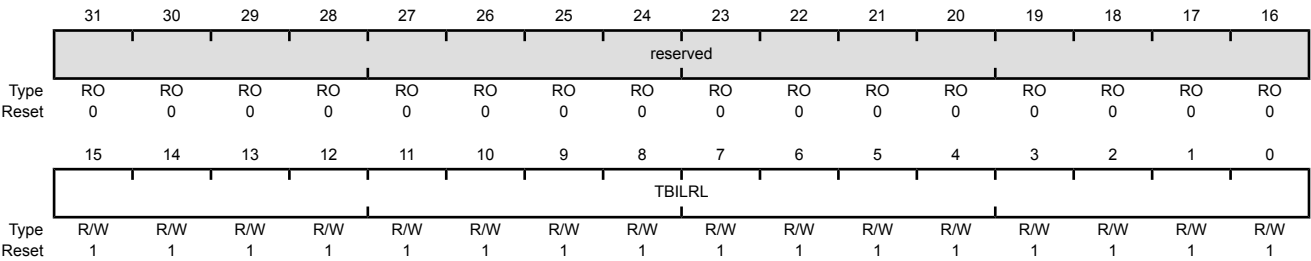 31 30 29 28 27 26 25 24 23 22 21 20 19 18 17 16
reserved
Type RO RO RO RO RO RO RO RO RO RO RO RO RO RO RO RO
Reset 0 0 0 0 0 0 0 0 0 0 0 0 0 0 0 0
15 14 13 12 11 10 9 8 7 6 5 4 3 2 1 0
TBILRL
Type R/W R/W R/W R/W R/W R/W R/W R/W R/W R/W R/W R/W R/W R/W R/W R/W
Reset 1 1 1 1 1 1 1 1 1 1 1 1 1 1 1 1